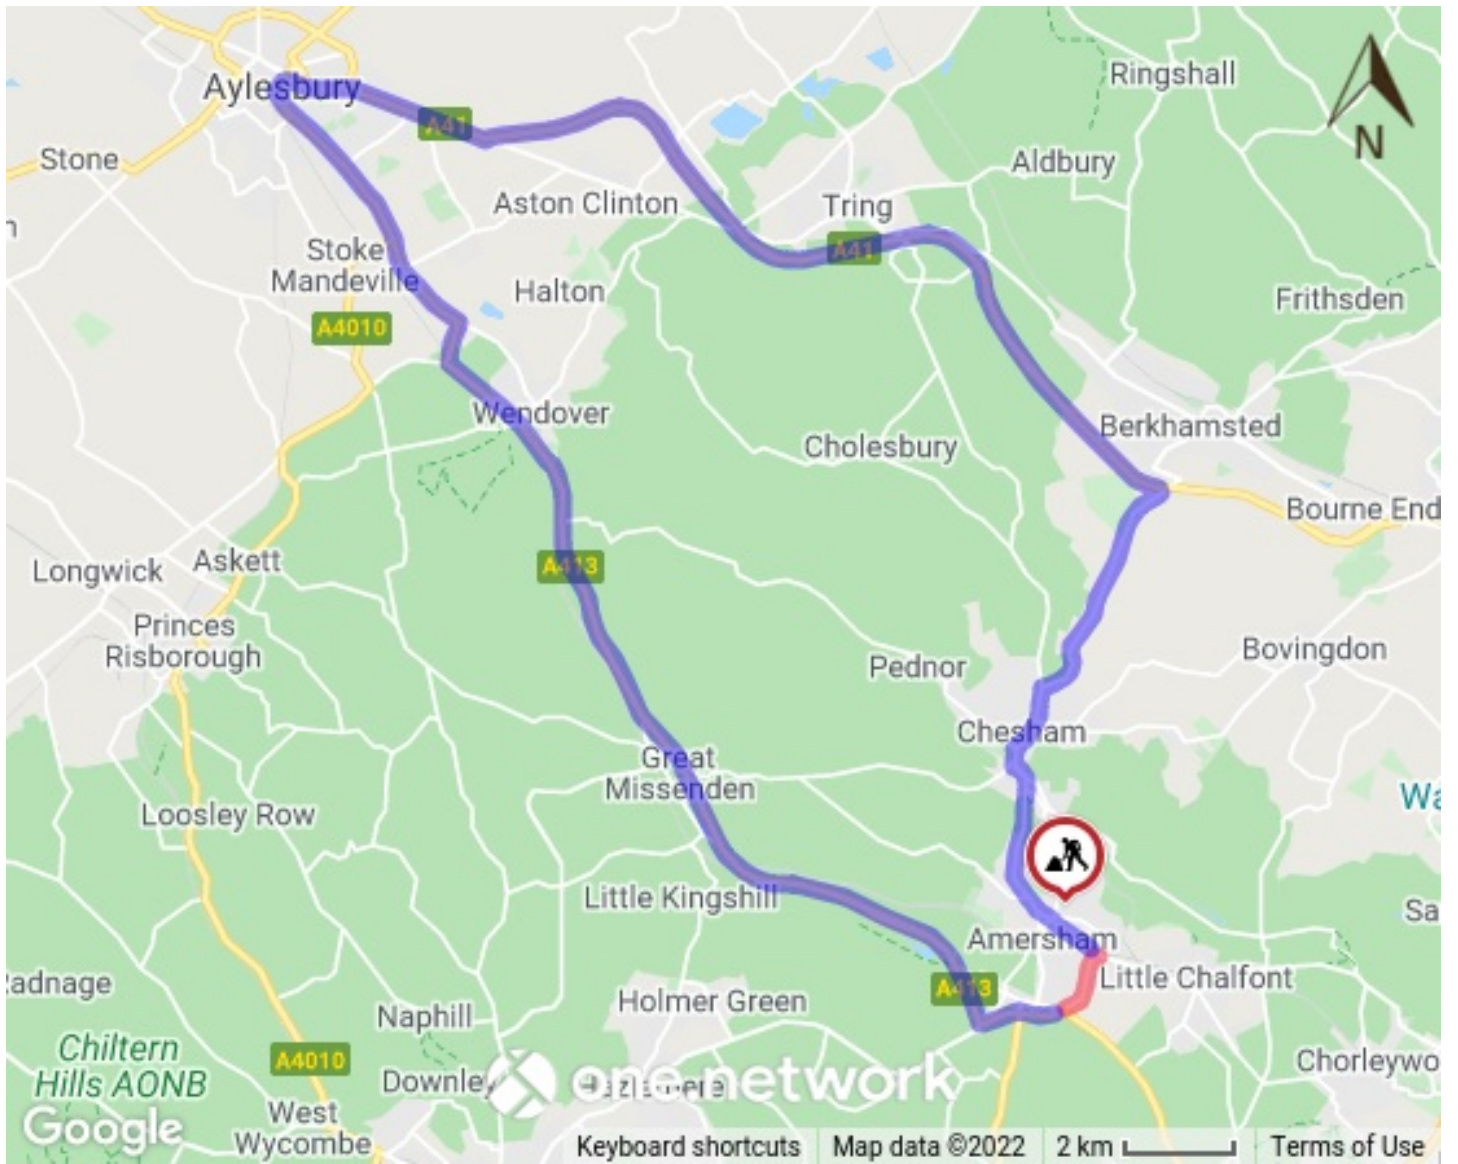 Ringshall
Aylesbury
A41
N
Stone
Aldbury
Aston Clinton
Tring
A41
Stoke
Mandeville
Halton
Frithsden
A4010
Wendover
Berkhamsted
Cholesbury
Bourne End
Longwick
Askett
A413
Princes
Risborough
Bovingdon
Pednor
Chesham
Great
Missenden
Loosley Row
Little Kingshill
Amersham
Little Chalfont
A413
Holmer Green
Naphill
Chiltern
Hills AONB
A4010
Downley
one.network
West
Wycombe
Google
Keyboard shortcuts
Map data ©2022
2 km
Terms of Use